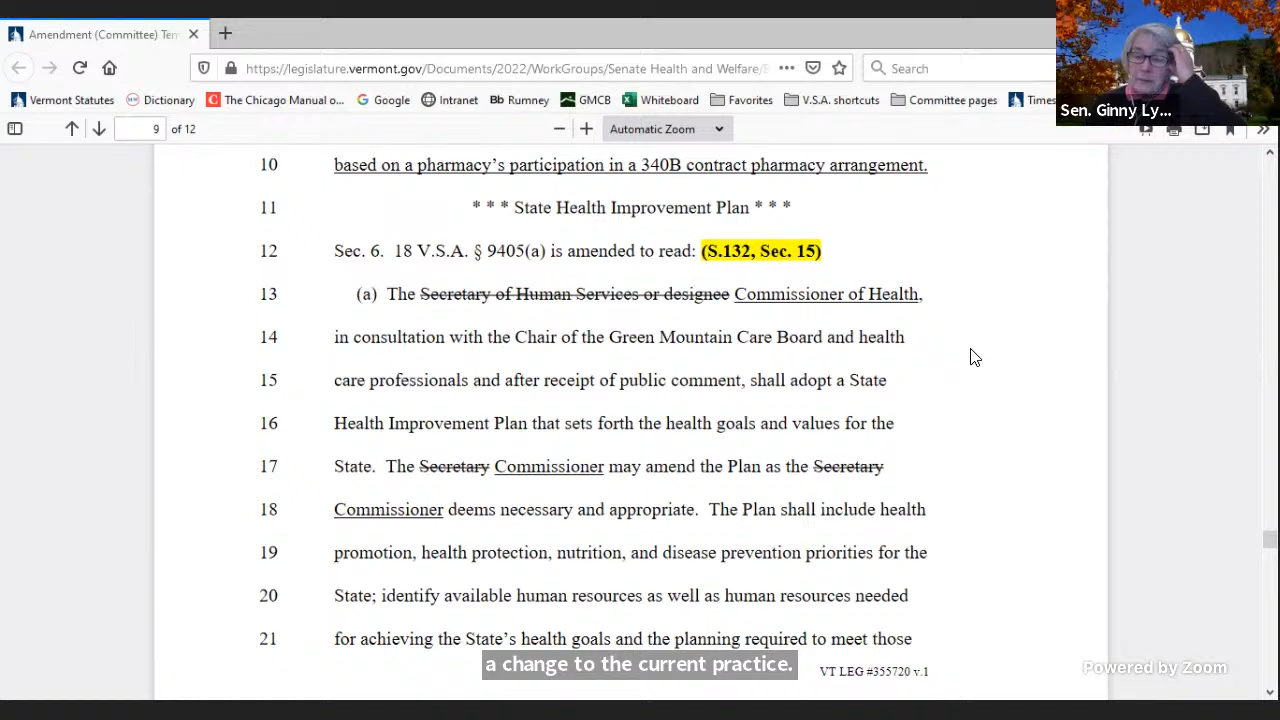 Amendment (Committee) Tem
https://legislature.vermont.gov/Documents/2022/WorkGroups/Senate Health and Welfare/
Search
Vermont Statutes
Dictionary
The Chicago Manual o...
Google
Intranet
Bb Rumney
GMCB
Whiteboard
Favorites
V.S.A. shortcuts
Committee pages
Times
Sen. Ginny Ly...
9 of 12
Automatic Zoom
10 based on a pharmacy’s participation in a 340B contract pharmacy arrangement.
11 * * * State Health Improvement Plan * * *
12 Sec. 6. 18 V.S.A. § 9405(a) is amended to read: (S.132, Sec. 15)
13 (a) The Secretary of Human Services or designee Commissioner of Health,
14 in consultation with the Chair of the Green Mountain Care Board and health
15 care professionals and after receipt of public comment, shall adopt a State
16 Health Improvement Plan that sets forth the health goals and values for the
17 State. The Secretary Commissioner may amend the Plan as the Secretary
18 Commissioner deems necessary and appropriate. The Plan shall include health
19 promotion, health protection, nutrition, and disease prevention priorities for the
20 State; identify available human resources as well as human resources needed
21 for achieving the State’s health goals and the planning required to meet those
a change to the current practice.
VT LEG #355720 v.1
Powered by Zoom